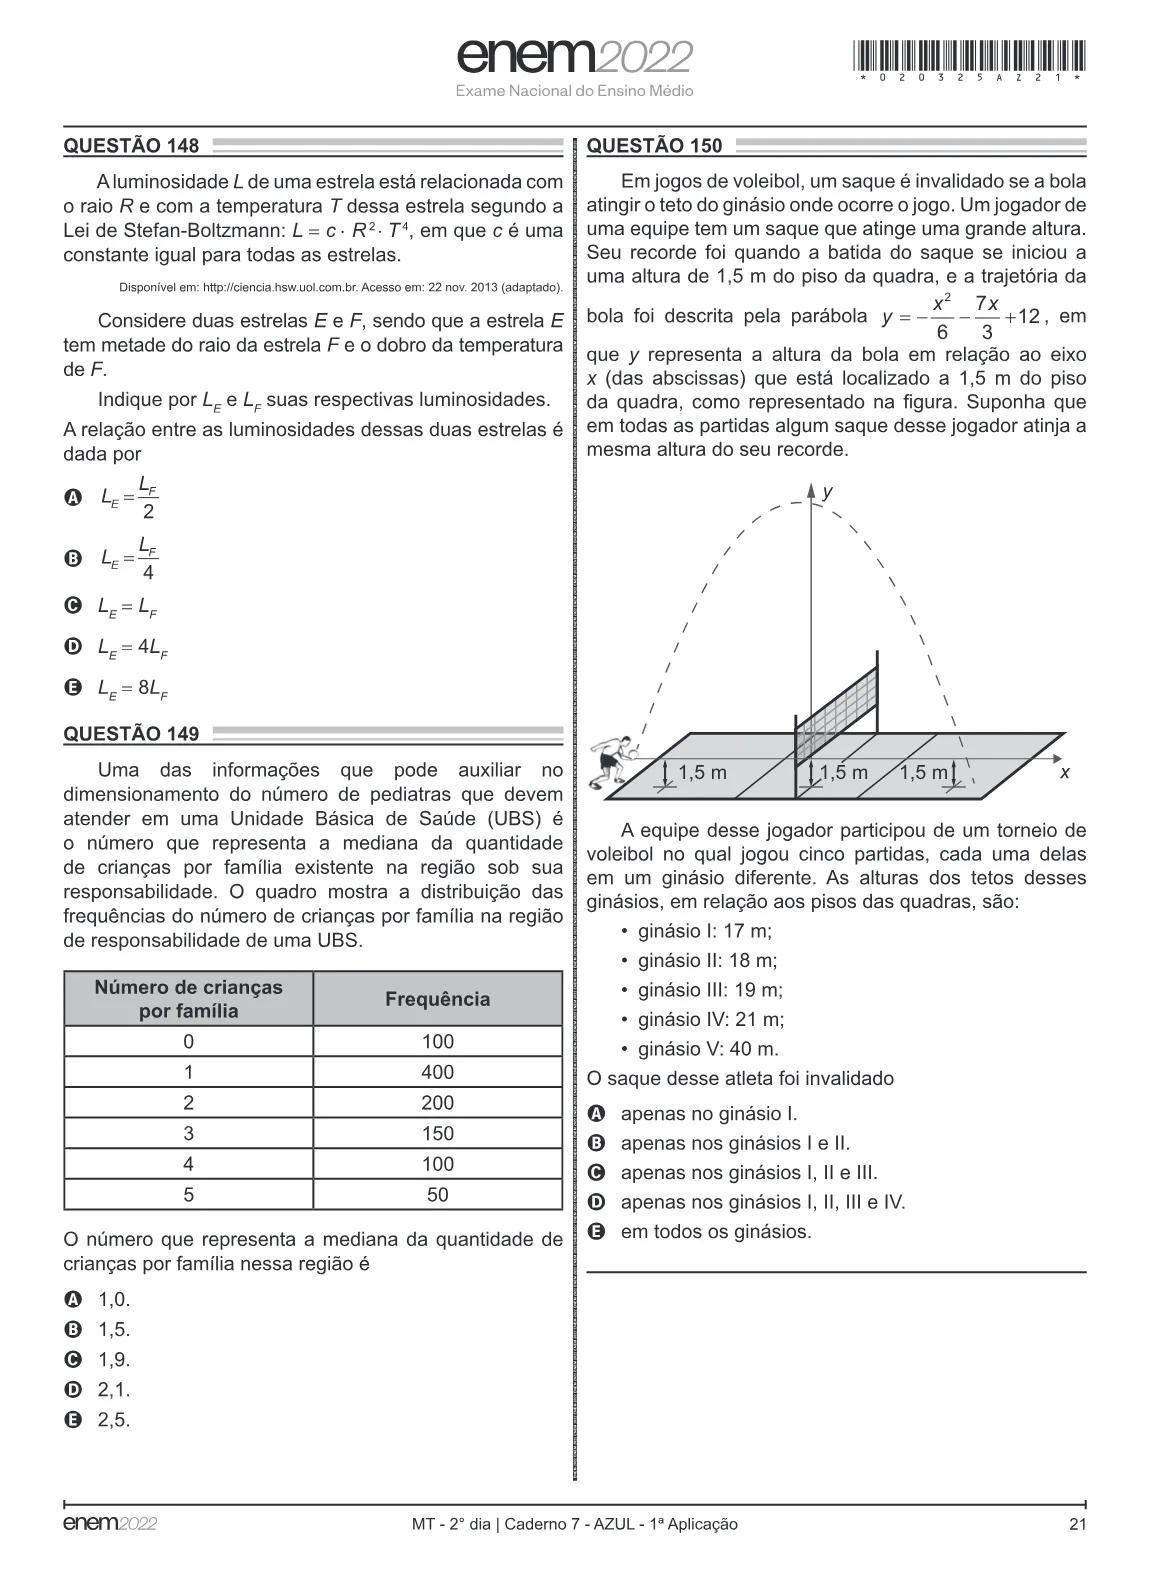 enem2022
Exame Nacional do Ensino Médio
*020325AZ21*
QUESTÃO 148
A luminosidade L de uma estrela está relacionada com
o raio R e com a temperatura T dessa estrela segundo a
Lei de Stefan-Boltzmann: L = c · R² · T⁴, em que c é uma
constante igual para todas as estrelas.
Disponível em: http://ciencia.hsw.uol.com.br. Acesso em: 22 nov. 2013 (adaptado).
Considere duas estrelas E e F, sendo que a estrela E
tem metade do raio da estrela F e o dobro da temperatura
de F.
Indique por L_E e L_F suas respectivas luminosidades.
A relação entre as luminosidades dessas duas estrelas é
dada por
A L_E = L_F/2
B L_E = L_F/4
C L_E = L_F
D L_E = 4L_F
E L_E = 8L_F
QUESTÃO 149
Uma das informações que pode auxiliar no
dimensionamento do número de pediatras que devem
atender em uma Unidade Básica de Saúde (UBS) é
o número que representa a mediana da quantidade
de crianças por família existente na região sob sua
responsabilidade. O quadro mostra a distribuição das
frequências do número de crianças por família na região
de responsabilidade de uma UBS.
Número de crianças
por família
Frequência
0 100
1 400
2 200
3 150
4 100
5 50
O número que representa a mediana da quantidade de
crianças por família nessa região é
A 1,0.
B 1,5.
C 1,9.
D 2,1.
E 2,5.
QUESTÃO 150
Em jogos de voleibol, um saque é invalidado se a bola
atingir o teto do ginásio onde ocorre o jogo. Um jogador de
uma equipe tem um saque que atinge uma grande altura.
Seu recorde foi quando a batida do saque se iniciou a
uma altura de 1,5 m do piso da quadra, e a trajetória da
bola foi descrita pela parábola y = −x²/6 − 7x/3 + 12, em
que y representa a altura da bola em relação ao eixo
x (das abscissas) que está localizado a 1,5 m do piso
da quadra, como representado na figura. Suponha que
em todas as partidas algum saque desse jogador atinja a
mesma altura do seu recorde.
y
1,5 m 1,5 m 1,5 m x
A equipe desse jogador participou de um torneio de
voleibol no qual jogou cinco partidas, cada uma delas
em um ginásio diferente. As alturas dos tetos desses
ginásios, em relação aos pisos das quadras, são:
• ginásio I: 17 m;
• ginásio II: 18 m;
• ginásio III: 19 m;
• ginásio IV: 21 m;
• ginásio V: 40 m.
O saque desse atleta foi invalidado
A apenas no ginásio I.
B apenas nos ginásios I e II.
C apenas nos ginásios I, II e III.
D apenas nos ginásios I, II, III e IV.
E em todos os ginásios.
enem2022
MT - 2° dia | Caderno 7 - AZUL - 1ª Aplicação
21